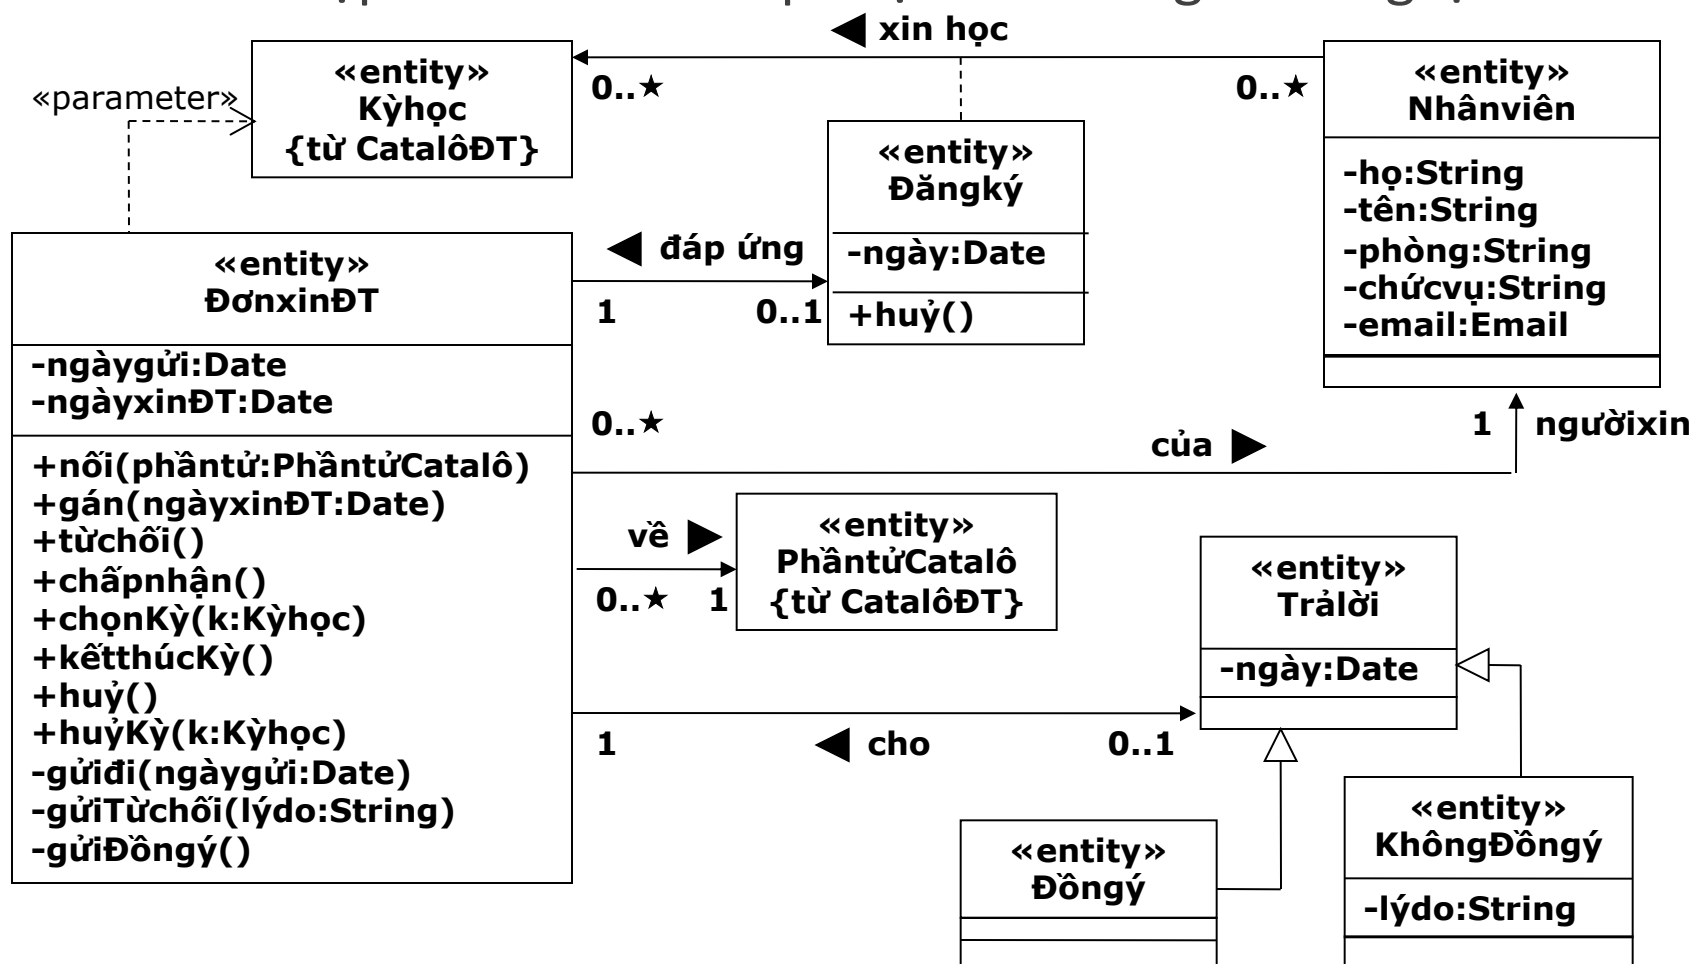 xin học
«entity»
Kỳhọc
{từ CatalôĐT}
«parameter»
0..★
0..★
«entity»
Nhânviên
-họ:String
-tên:String
-phòng:String
-chứcvụ:String
-email:Email
«entity»
Đăngký
-ngày:Date
+huỷ()
đáp ứng
1
0..1
«entity»
ĐơnxinĐT
-ngàygửi:Date
-ngàyxinĐT:Date
+nối(phầntử:PhầntửCatalô)
+gán(ngàyxinĐT:Date)
+từchối()
+chấpnhận()
+chọnKỳ(k:Kỳhọc)
+kếtthúcKỳ()
+huỷ()
+huỷKỳ(k:Kỳhọc)
-gửiđi(ngàygửi:Date)
-gửiTừchối(lýdo:String)
-gửiĐồngý()
0..★
của
1
ngườixin
về
0..★
1
«entity»
PhầntửCatalô
{từ CatalôĐT}
«entity»
Trảlời
-ngày:Date
1
cho
0..1
«entity»
Đồngý
«entity»
KhôngĐồngý
-lýdo:String